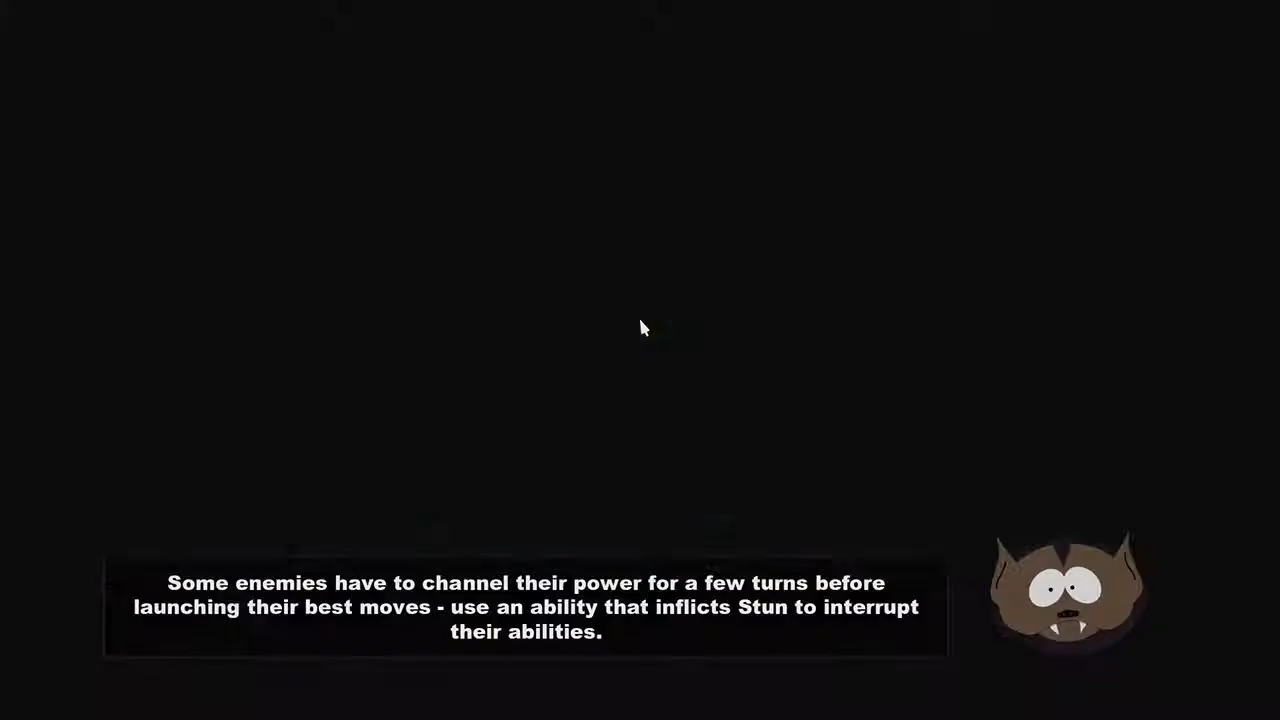 Some enemies have to channel their power for a few turns before
launching their best moves - use an ability that inflicts Stun to interrupt
their abilities.